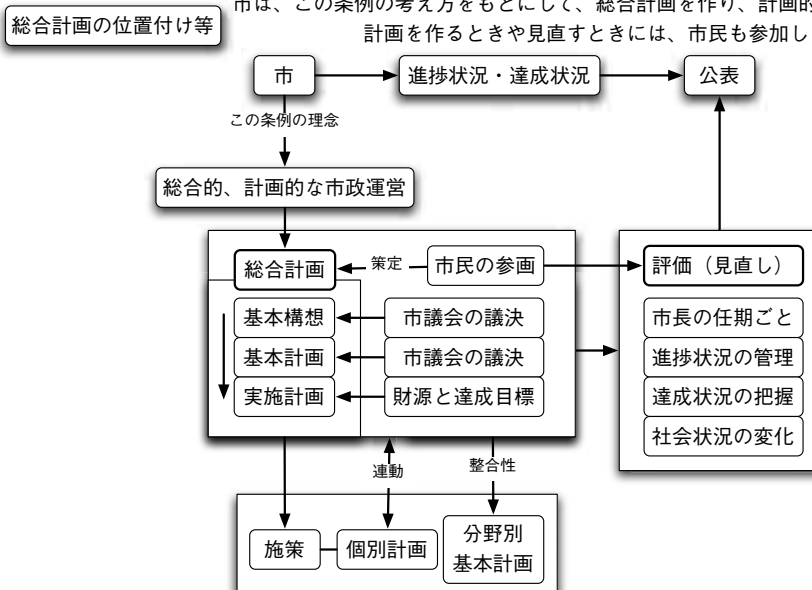 市は、この条例の考え方をもとにして、総合計画を作り、計画的
総合計画の位置付け等
計画を作るときや見直すときには、市民も参加し
市
進捗状況・達成状況
公表
この条例の理念
総合的、計画的な市政運営
総合計画
策定
市民の参画
評価（見直し）
基本構想
市議会の議決
市長の任期ごと
基本計画
市議会の議決
進捗状況の管理
実施計画
財源と達成目標
達成状況の把握
社会状況の変化
連動
整合性
施策
個別計画
分野別
基本計画